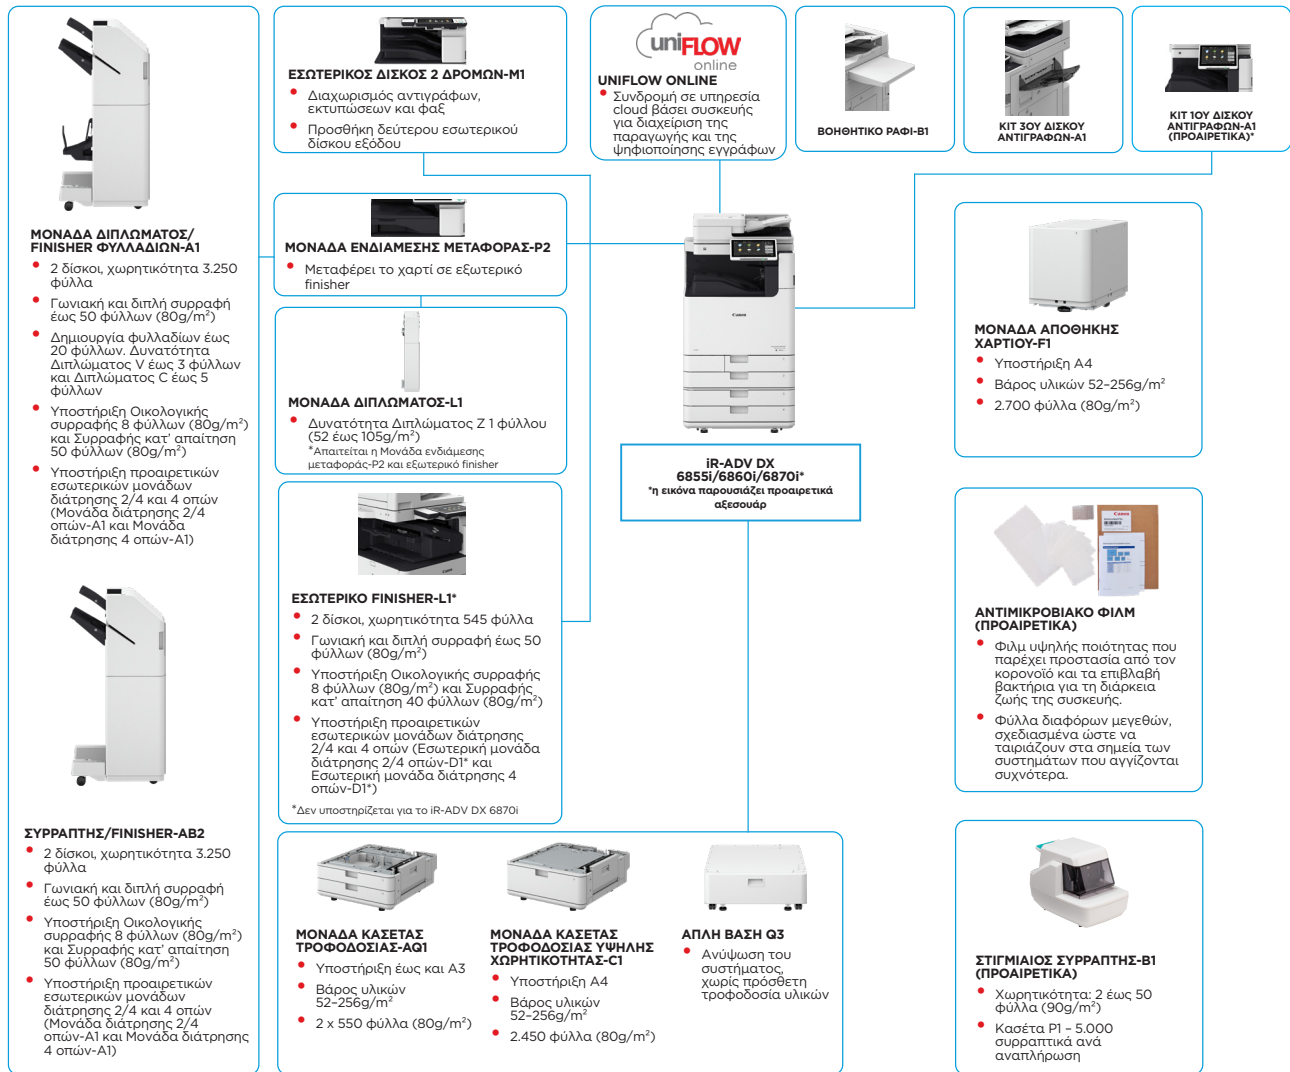 ΜΟΝΑΔΑ ΔΙΠΛΩΜΑΤΟΣ/
FINISHER ΦΥΛΛΑΔΙΩΝ-A1
2 δίσκοι, χωρητικότητα 3.250
φύλλα
Γωνιακή και διπλή συρραφή
έως 50 φύλλων (80g/m²)
Δημιουργία φυλλαδίων έως
20 φύλλων. Δυνατότητα
Διπλώματος V έως 3 φύλλων
και Διπλώματος C έως 5
φύλλων
Υποστήριξη Οικολογικής
συρραφής 8 φύλλων (80g/m²)
και Συρραφής κατ' απαίτηση
50 φύλλων (80g/m²)
Υποστήριξη προαιρετικών
εσωτερικών μονάδων
διάτρησης 2/4 και 4 οπών
(Μονάδα διάτρησης 2/4
οπών-A1 και Μονάδα
διάτρησης 4 οπών-A1)
ΣΥΡΡΑΠΤΗΣ/FINISHER-AB2
2 δίσκοι, χωρητικότητα 3.250
φύλλα
Γωνιακή και διπλή συρραφή
έως 50 φύλλων (80g/m²)
Υποστήριξη Οικολογικής
συρραφής 8 φύλλων (80g/m²)
και Συρραφής κατ' απαίτηση
50 φύλλων (80g/m²)
Υποστήριξη προαιρετικών
εσωτερικών μονάδων
διάτρησης 2/4 και 4 οπών
(Μονάδα διάτρησης 2/4
οπών-A1 και Μονάδα διάτρησης
4 οπών-A1)
ΕΣΩΤΕΡΙΚΟΣ ΔΙΣΚΟΣ 2 ΔΡΟΜΩΝ-M1
Διαχωρισμός αντιγράφων,
εκτυπώσεων και φαξ
Προσθήκη δεύτερου εσωτερικού
δίσκου εξόδου
ΜΟΝΑΔΑ ΕΝΔΙΑΜΕΣΗΣ ΜΕΤΑΦΟΡΑΣ-P2
Μεταφέρει το χαρτί σε εξωτερικό
finisher
ΜΟΝΑΔΑ ΔΙΠΛΩΜΑΤΟΣ-L1
Δυνατότητα Διπλώματος Z 1 φύλλου
(52 έως 105g/m²)
*Απαιτείται η Μονάδα ενδιάμεσης
μεταφοράς-P2 και εξωτερικό finisher
ΕΣΩΤΕΡΙΚΟ FINISHER-L1*
2 δίσκοι, χωρητικότητα 545 φύλλα
Γωνιακή και διπλή συρραφή έως 50
φύλλων (80g/m²)
Υποστήριξη Οικολογικής συρραφής
8 φύλλων (80g/m²) και Συρραφής
κατ' απαίτηση 40 φύλλων (80g/m²)
Υποστήριξη προαιρετικών
εσωτερικών μονάδων διάτρησης
2/4 και 4 οπών (Εσωτερική μονάδα
διάτρησης 2/4 οπών-D1* και
Εσωτερική μονάδα διάτρησης 4
οπών-D1*)
*Δεν υποστηρίζεται για το iR-ADV DX 6870i
uniFLOW
online
UNIFLOW ONLINE
Συνδρομή σε υπηρεσία
cloud βάσει συσκευής
για διαχείριση της
παραγωγής και της
ψηφιοποίησης εγγράφων
ΒΟΗΘΗΤΙΚΟ ΡΑΦΙ-B1
ΚΙΤ 3ΟΥ ΔΙΣΚΟΥ
ΑΝΤΙΓΡΑΦΩΝ-A1
ΚΙΤ 1ΟΥ ΔΙΣΚΟΥ
ΑΝΤΙΓΡΑΦΩΝ-A1
(ΠΡΟΑΙΡΕΤΙΚΑ)*
Canon
iR-ADV DX
6855i/6860i/6870i*
*η εικόνα παρουσιάζει προαιρετικά
αξεσουάρ
ΜΟΝΑΔΑ ΑΠΟΘΗΚΗΣ
ΧΑΡΤΙΟΥ-F1
Υποστήριξη A4
Βάρος υλικών 52–256g/m²
2.700 φύλλα (80g/m²)
Canon
ΑΝΤΙΜΙΚΡΟΒΙΑΚΟ ΦΙΛΜ
(ΠΡΟΑΙΡΕΤΙΚΑ)
Φιλμ υψηλής ποιότητας που
παρέχει προστασία από τον
κορονοϊό και τα επιβλαβή
βακτήρια για τη διάρκεια
ζωής της συσκευής.
Φύλλα διαφόρων μεγεθών,
σχεδιασμένα ώστε να
ταιριάζουν στα σημεία των
συστημάτων που αγγίζονται
συχνότερα.
ΜΟΝΑΔΑ ΚΑΣΕΤΑΣ
ΤΡΟΦΟΔΟΣΙΑΣ-AQ1
Υποστήριξη έως και A3
Βάρος υλικών
52–256g/m²
2 x 550 φύλλα (80g/m²)
ΜΟΝΑΔΑ ΚΑΣΕΤΑΣ
ΤΡΟΦΟΔΟΣΙΑΣ ΥΨΗΛΗΣ
ΧΩΡΗΤΙΚΟΤΗΤΑΣ-C1
Υποστήριξη A4
Βάρος υλικών
52–256g/m²
2.450 φύλλα (80g/m²)
ΑΠΛΗ ΒΑΣΗ Q3
Ανύψωση του
συστήματος,
χωρίς πρόσθετη
τροφοδοσία υλικών
ΣΤΙΓΜΙΑΙΟΣ ΣΥΡΡΑΠΤΗΣ-B1
(ΠΡΟΑΙΡΕΤΙΚΑ)
Χωρητικότητα: 2 έως 50
φύλλα (90g/m²)
Κασέτα P1 – 5.000
συρραπτικά ανά
αναπλήρωση